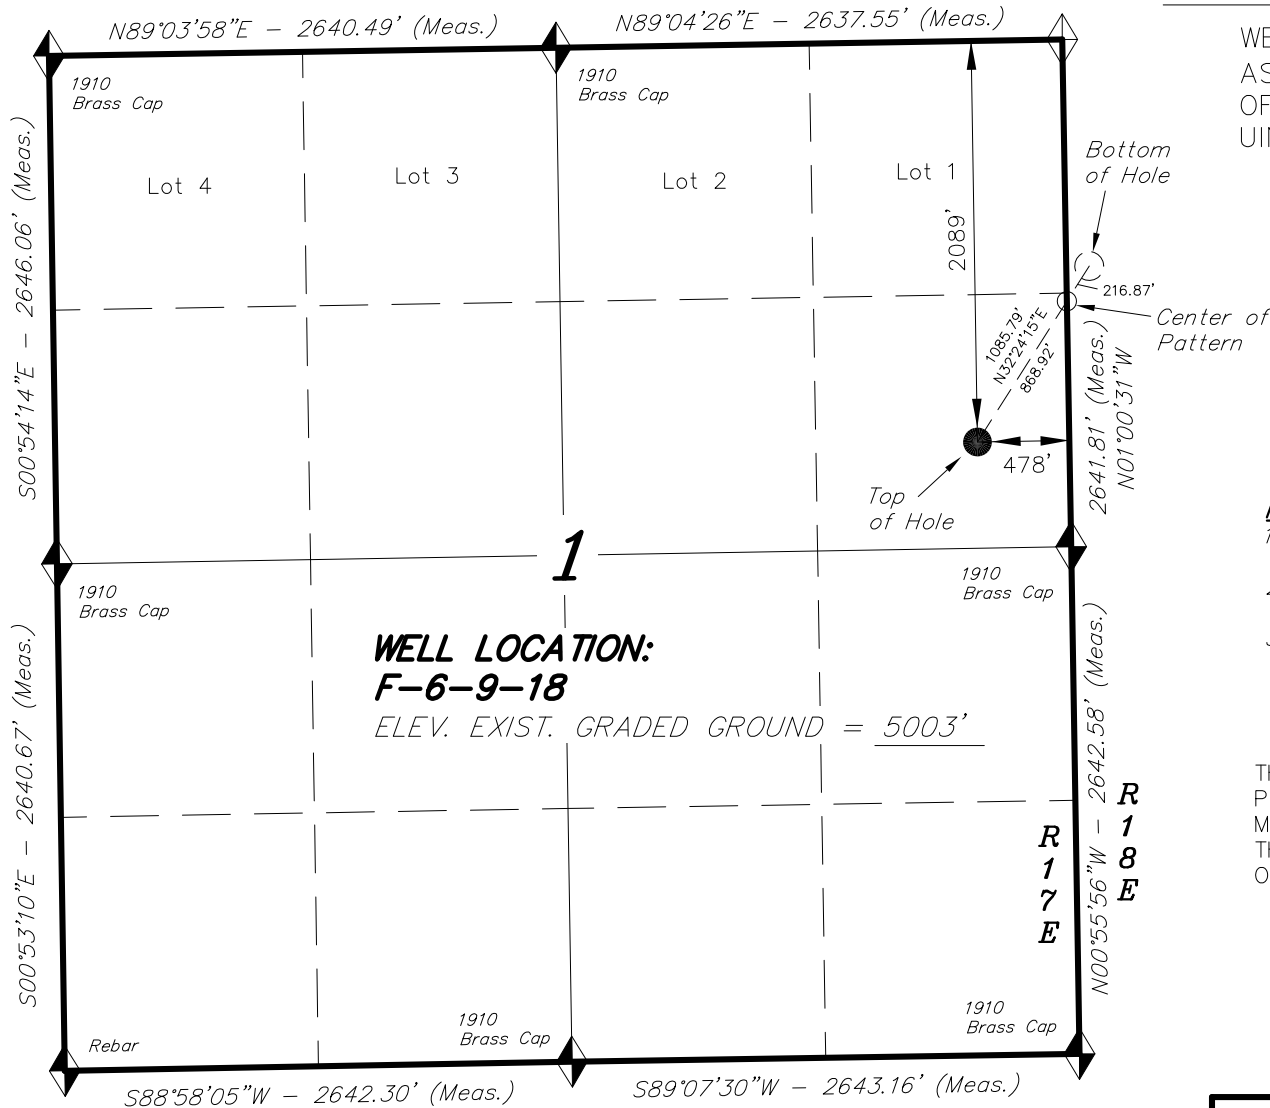 N89°03'58"E - 2640.49' (Meas.)
N89°04'26"E - 2637.55' (Meas.)
1910
Brass Cap
1910
Brass Cap
Lot 4
Lot 3
Lot 2
Lot 1
2089'
Bottom
of Hole
216.87'
Center of
Pattern
1085.79'
N32°24'15"E
868.92'
478'
Top
of Hole
S00°54'14"E - 2646.06' (Meas.)
2641.81' (Meas.)
N01°00'31"W
1
1910
Brass Cap
1910
Brass Cap
WELL LOCATION:
F-6-9-18
ELEV. EXIST. GRADED GROUND = 5003'
S00°53'10"E - 2640.67' (Meas.)
N00°55'56"W - 2642.58' (Meas.)
R17E
R18E
Rebar
1910
Brass Cap
1910
Brass Cap
S88°58'05"W - 2642.30' (Meas.)
S89°07'30"W - 2643.16' (Meas.)